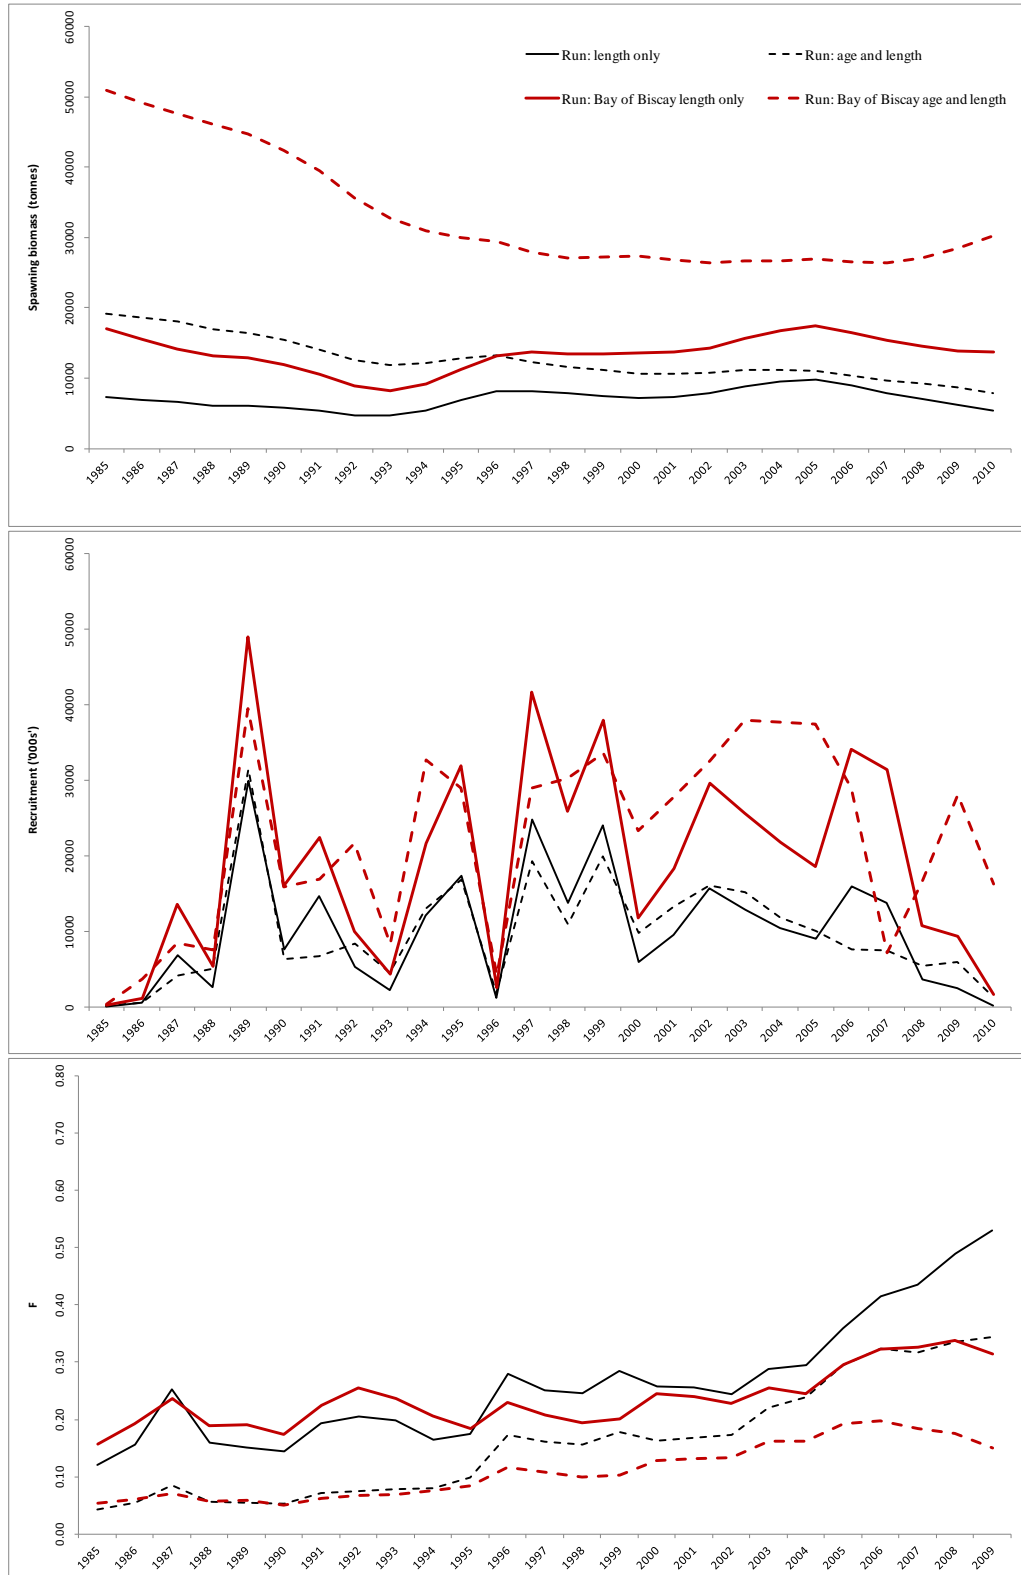 60000
50000
40000
30000
20000
10000
0
Spawning biomass (tonnes)
Run: length only
Run: age and length
Run: Bay of Biscay length only
Run: Bay of Biscay age and length
1985 1986 1987 1988 1989 1990 1991 1992 1993 1994 1995 1996 1997 1998 1999 2000 2001 2002 2003 2004 2005 2006 2007 2008 2009 2010
60000
50000
40000
30000
20000
10000
0
Recruitment ('000s')
1985 1986 1987 1988 1989 1990 1991 1992 1993 1994 1995 1996 1997 1998 1999 2000 2001 2002 2003 2004 2005 2006 2007 2008 2009 2010
0.80
0.70
0.60
0.50
0.40
0.30
0.20
0.10
0.00
F
1985 1986 1987 1988 1989 1990 1991 1992 1993 1994 1995 1996 1997 1998 1999 2000 2001 2002 2003 2004 2005 2006 2007 2008 2009